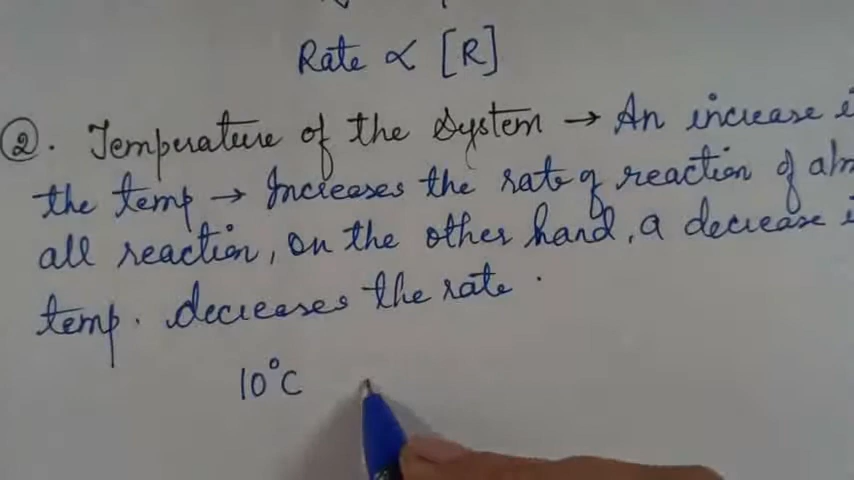 Rate ∝ [R]
②. Temperature of the System → An increase
the temp → Increases the rate of reaction of
all reaction, on the other hand, a decrease
temp. decreases the rate.
10°C